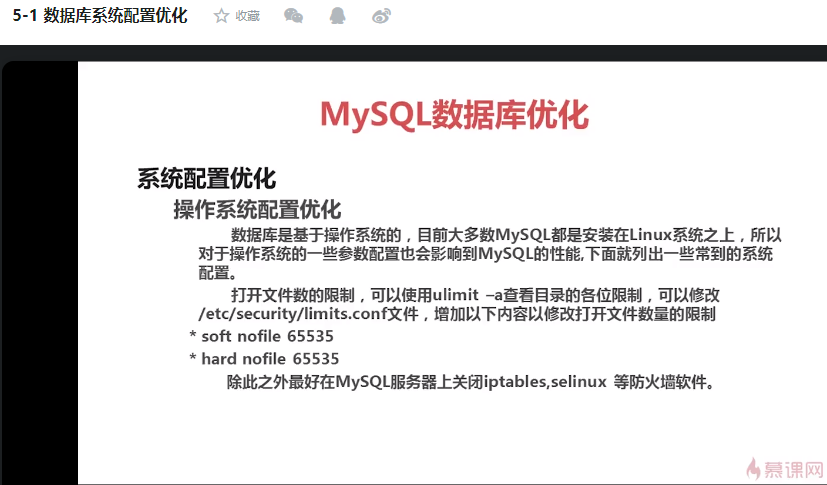 5-1 数据库系统配置优化
收藏
MySQL数据库优化
系统配置优化
操作系统配置优化
数据库是基于操作系统的，目前大多数MySQL都是安装在Linux系统之上，所以
对于操作系统的一些参数配置也会影响到MySQL的性能,下面就列出一些常到的系统
配置。
打开文件数的限制，可以使用ulimit –a查看目录的各位限制，可以修改
/etc/security/limits.conf文件，增加以下内容以修改打开文件数量的限制
* soft nofile 65535
* hard nofile 65535
除此之外最好在MySQL服务器上关闭iptables,selinux 等防火墙软件。
慕课网